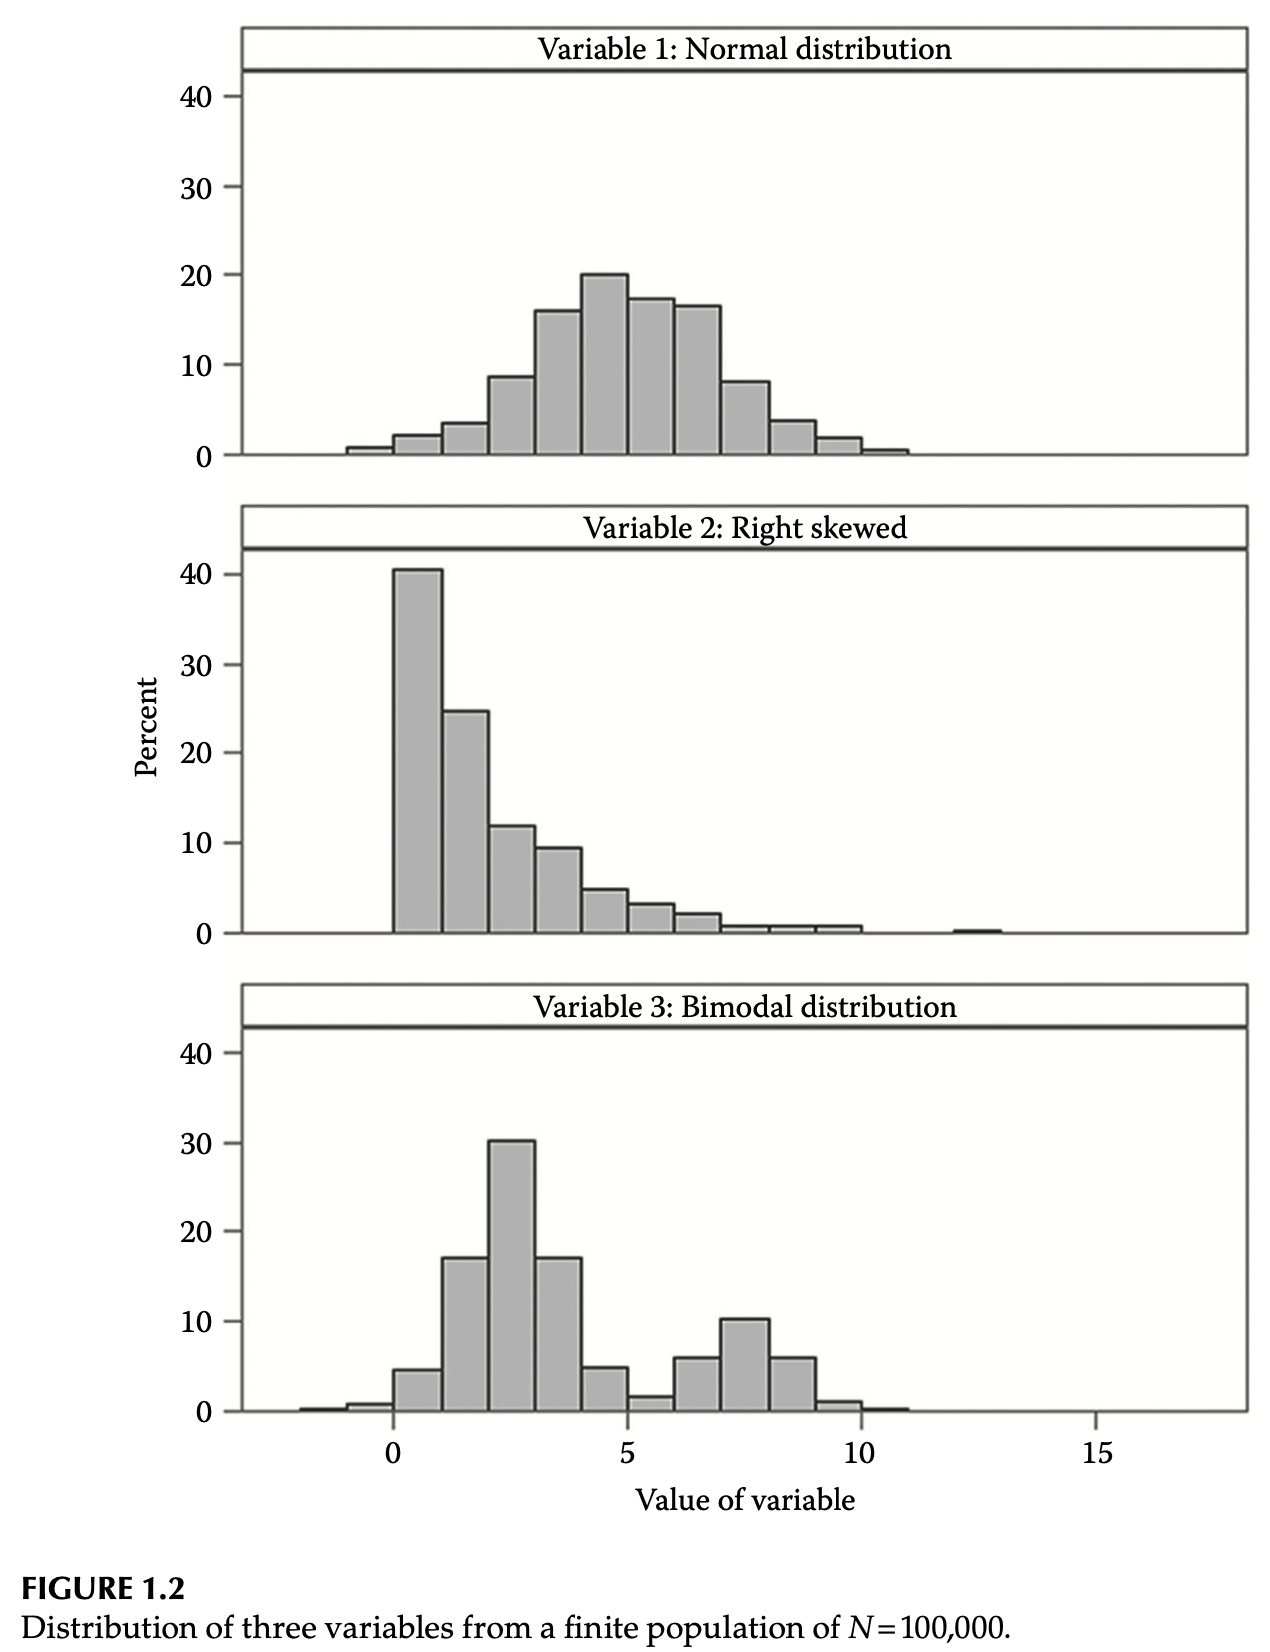 Variable 1: Normal distribution
40
30
20
10
0
Variable 2: Right skewed
40
30
20
10
0
Percent
Variable 3: Bimodal distribution
40
30
20
10
0
0 5 10 15
Value of variable
FIGURE 1.2
Distribution of three variables from a finite population of N=100,000.